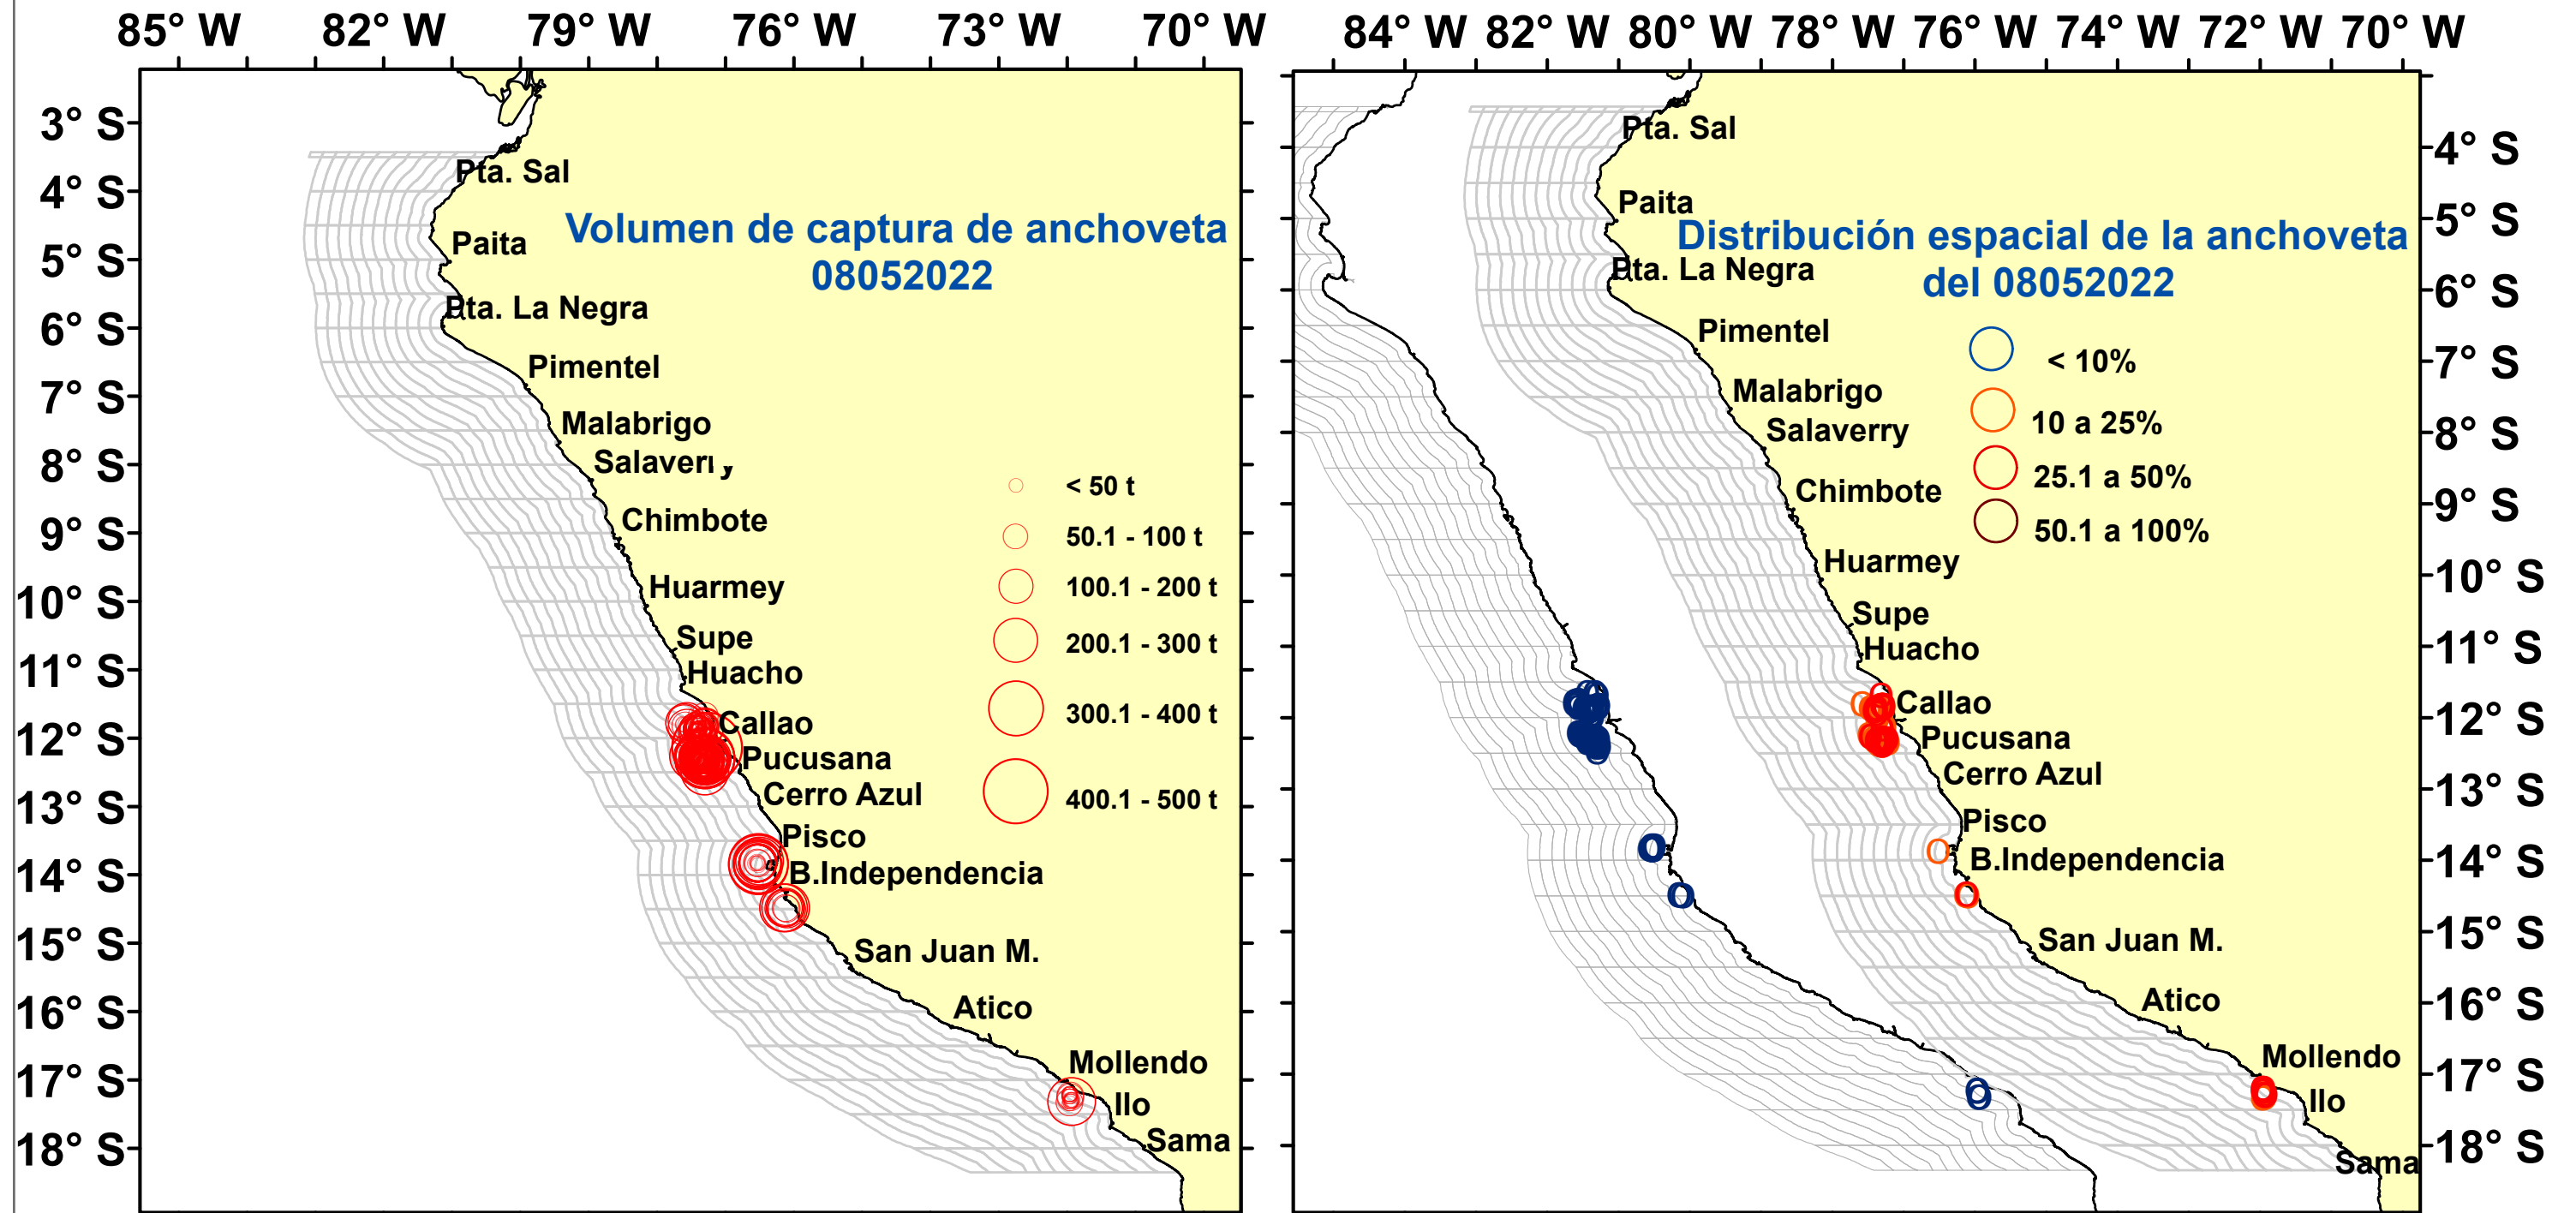 85° W 82° W 79° W 76° W 73° W 70° W
3° S
4° S
5° S
6° S
7° S
8° S
9° S
10° S
11° S
12° S
13° S
14° S
15° S
16° S
17° S
18° S
Pta. Sal
Paita
Pta. La Negra
Pimentel
Malabrigo
Salaverry
Chimbote
Huarmey
Supe
Huacho
Callao
Pucusana
Cerro Azul
Pisco
B.Independencia
San Juan M.
Atico
Mollendo
Ilo
Sama
Volumen de captura de anchoveta
08052022
< 50 t
50.1 - 100 t
100.1 - 200 t
200.1 - 300 t
300.1 - 400 t
400.1 - 500 t
84° W 82° W 80° W 78° W 76° W 74° W 72° W 70° W
Pta. Sal
Paita
Pta. La Negra
Pimentel
Malabrigo
Salaverry
Chimbote
Huarmey
Supe
Huacho
Callao
Pucusana
Cerro Azul
Pisco
B.Independencia
San Juan M.
Atico
Mollendo
Ilo
Sama
Distribución espacial de la anchoveta
del 08052022
< 10%
10 a 25%
25.1 a 50%
50.1 a 100%
4° S
5° S
6° S
7° S
8° S
9° S
10° S
11° S
12° S
13° S
14° S
15° S
16° S
17° S
18° S